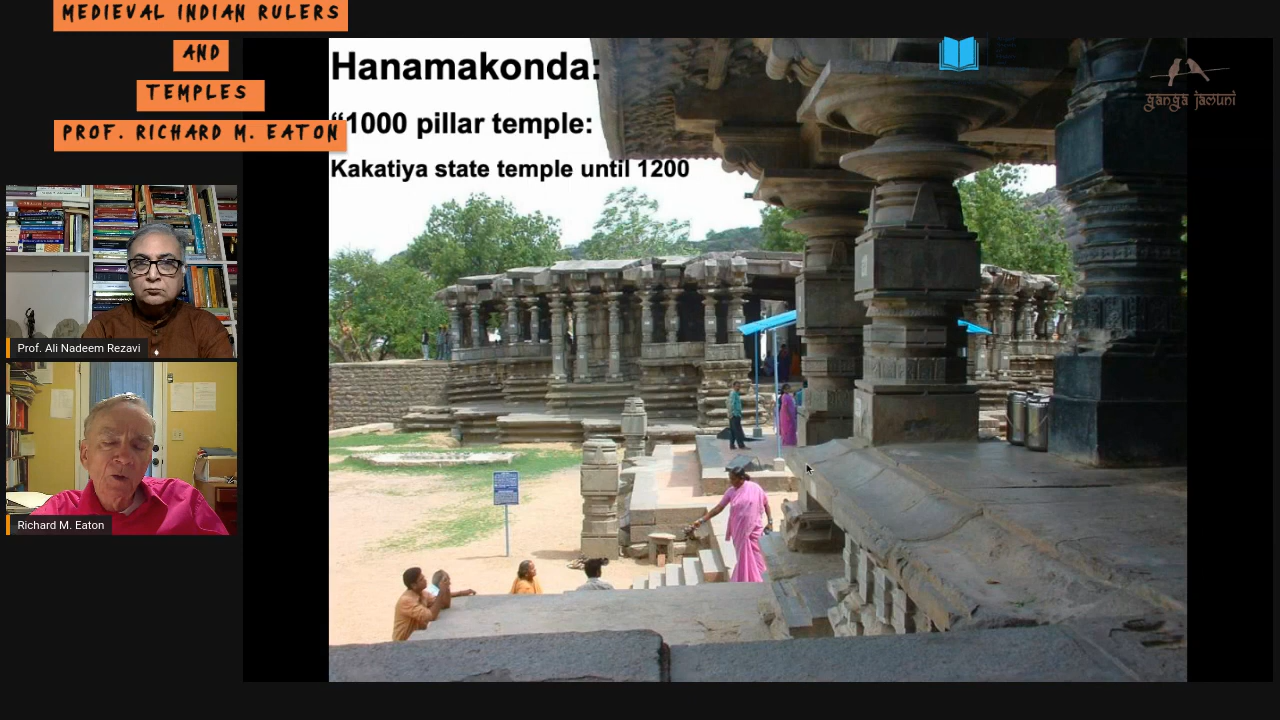 MEDIEVAL INDIAN RULERS
AND
TEMPLES
PROF. RICHARD M. EATON
Hanamakonda:
“1000 pillar temple:
Kakatiya state temple until 1200
ganga jamuni
Prof. Ali Nadeem Rezavi
Richard M. Eaton